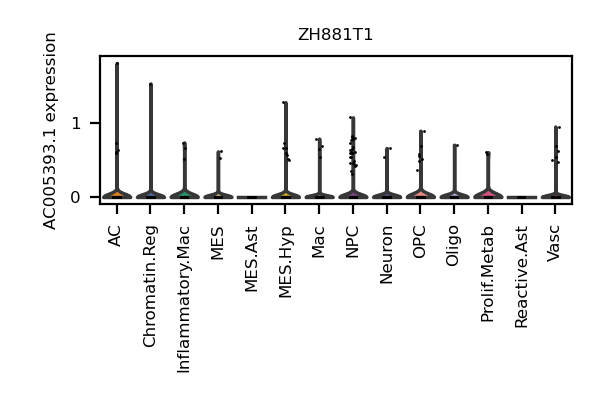 ZH881T1
AC005393.1 expression
1
0
AC
Chromatin.Reg
Inflammatory.Mac
MES
MES.Ast
MES.Hyp
Mac
NPC
Neuron
OPC
Oligo
Prolif.Metab
Reactive.Ast
Vasc